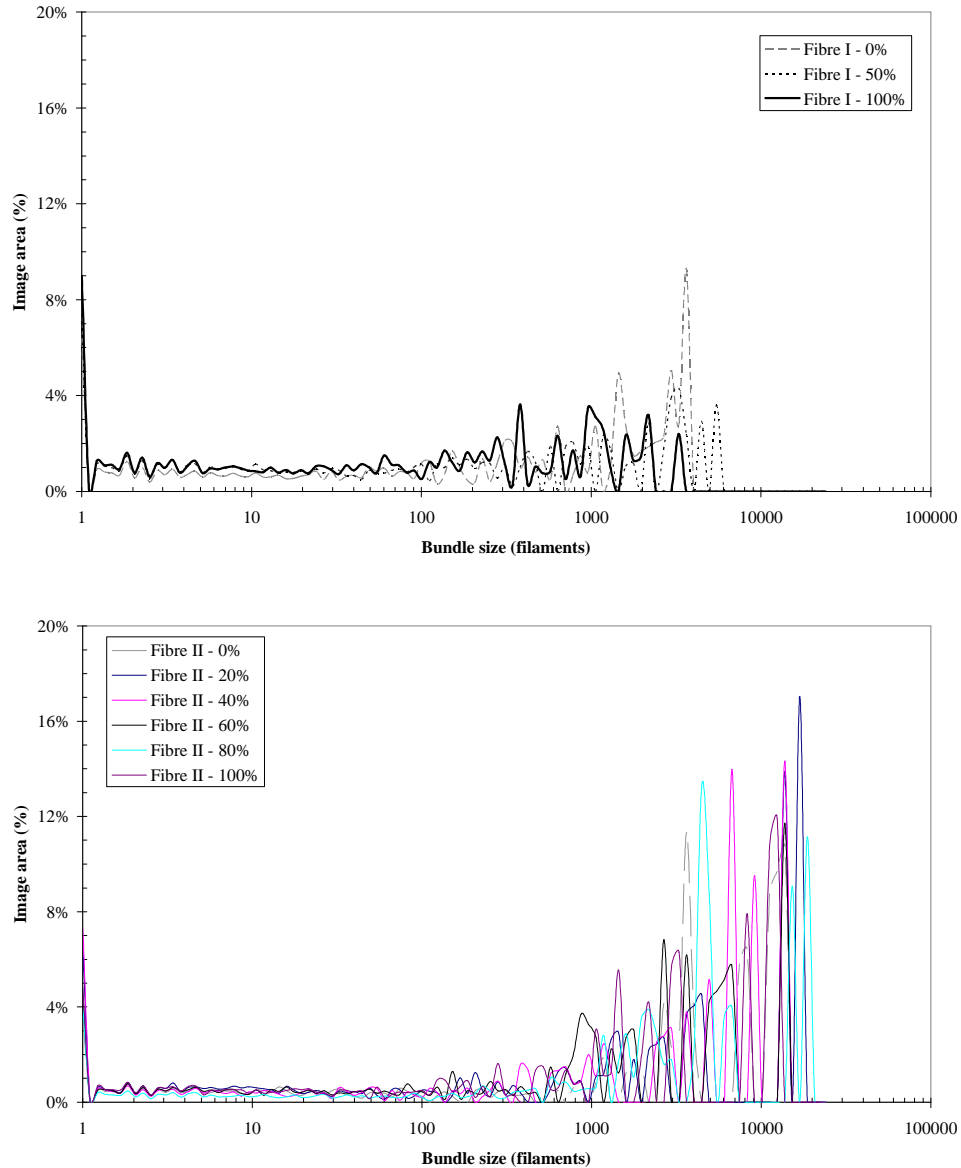 20%
16%
12%
8%
4%
0%
Image area (%)
Fibre I - 0%
Fibre I - 50%
Fibre I - 100%
1 10 100 1000 10000 100000
Bundle size (filaments)
20%
16%
12%
8%
4%
0%
Image area (%)
Fibre II - 0%
Fibre II - 20%
Fibre II - 40%
Fibre II - 60%
Fibre II - 80%
Fibre II - 100%
1 10 100 1000 10000 100000
Bundle size (filaments)